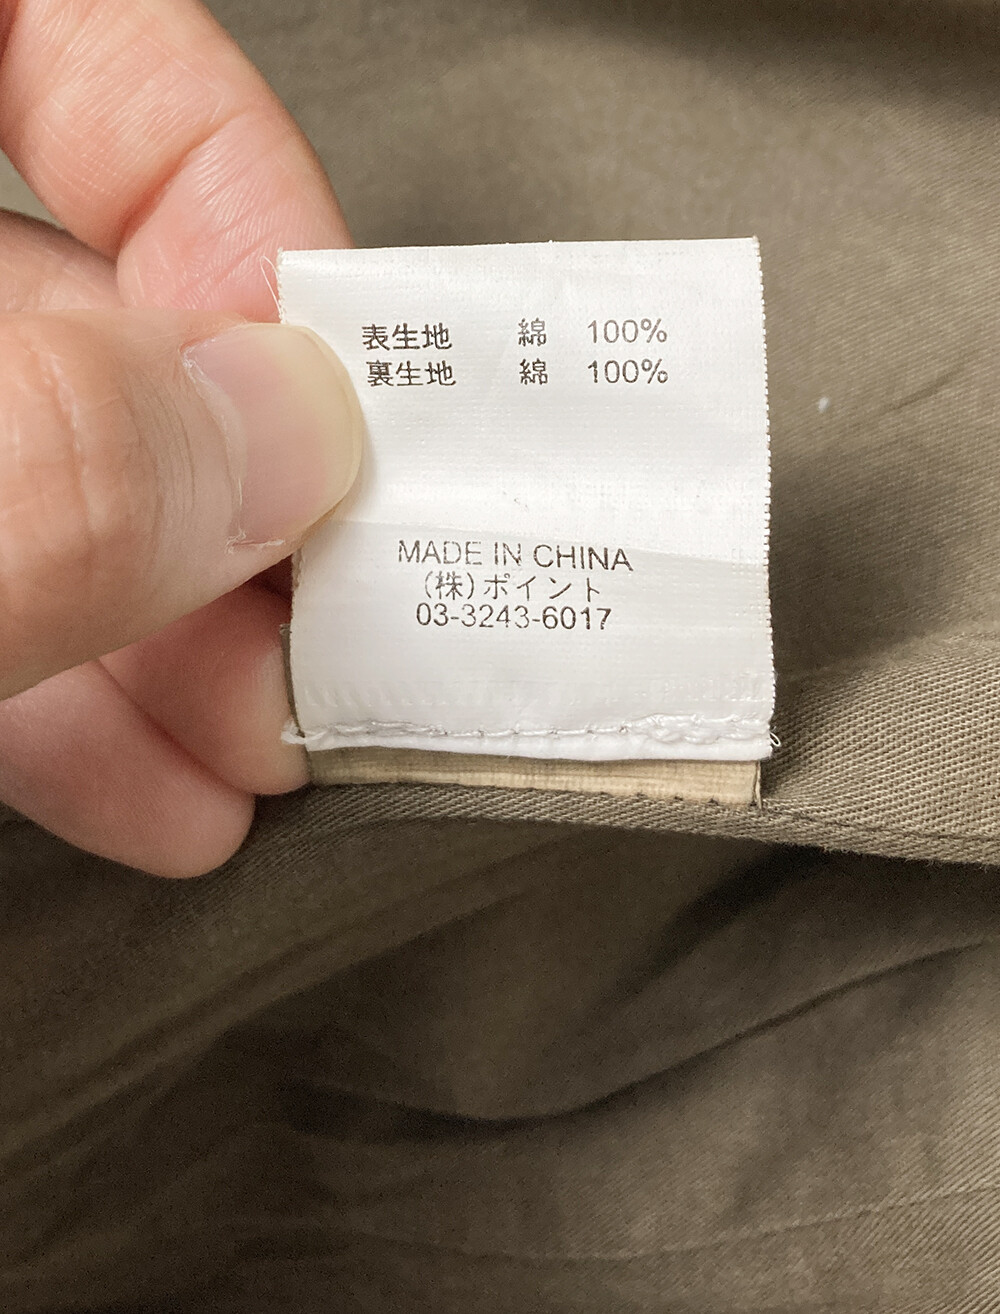 表生地 綿 100%
裏生地 綿 100%
MADE IN CHINA
(株)ポイント
03-3243-6017